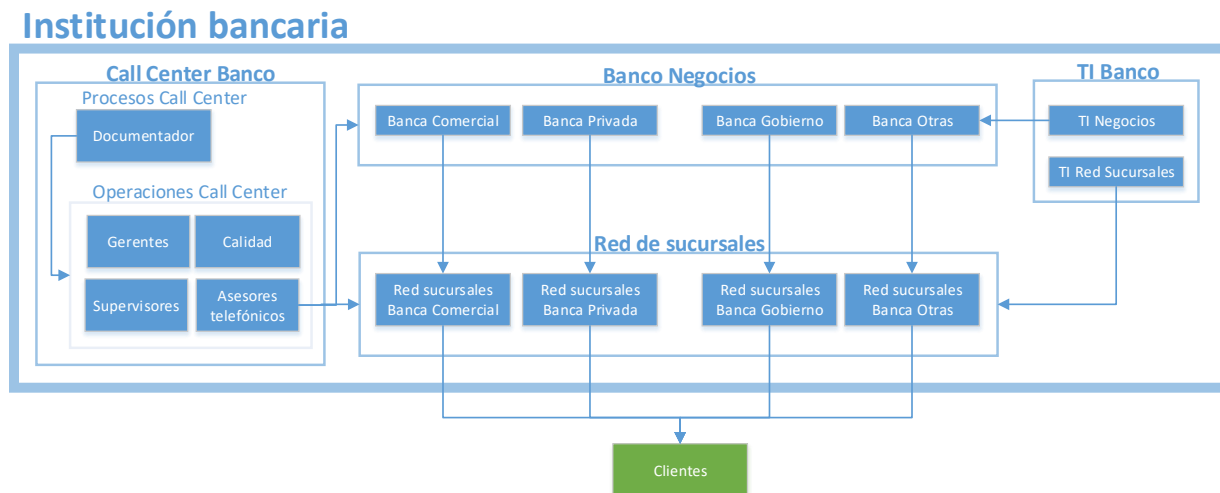 Institución bancaria
Call Center Banco
Procesos Call Center
Documentador
Operaciones Call Center
Gerentes
Calidad
Supervisores
Asesores
telefónicos
Banco Negocios
Banca Comercial
Banca Privada
Banca Gobierno
Banca Otras
Red de sucursales
Red sucursales
Banca Comercial
Red sucursales
Banca Privada
Red sucursales
Banca Gobierno
Red sucursales
Banca Otras
TI Banco
TI Negocios
TI Red Sucursales
Clientes